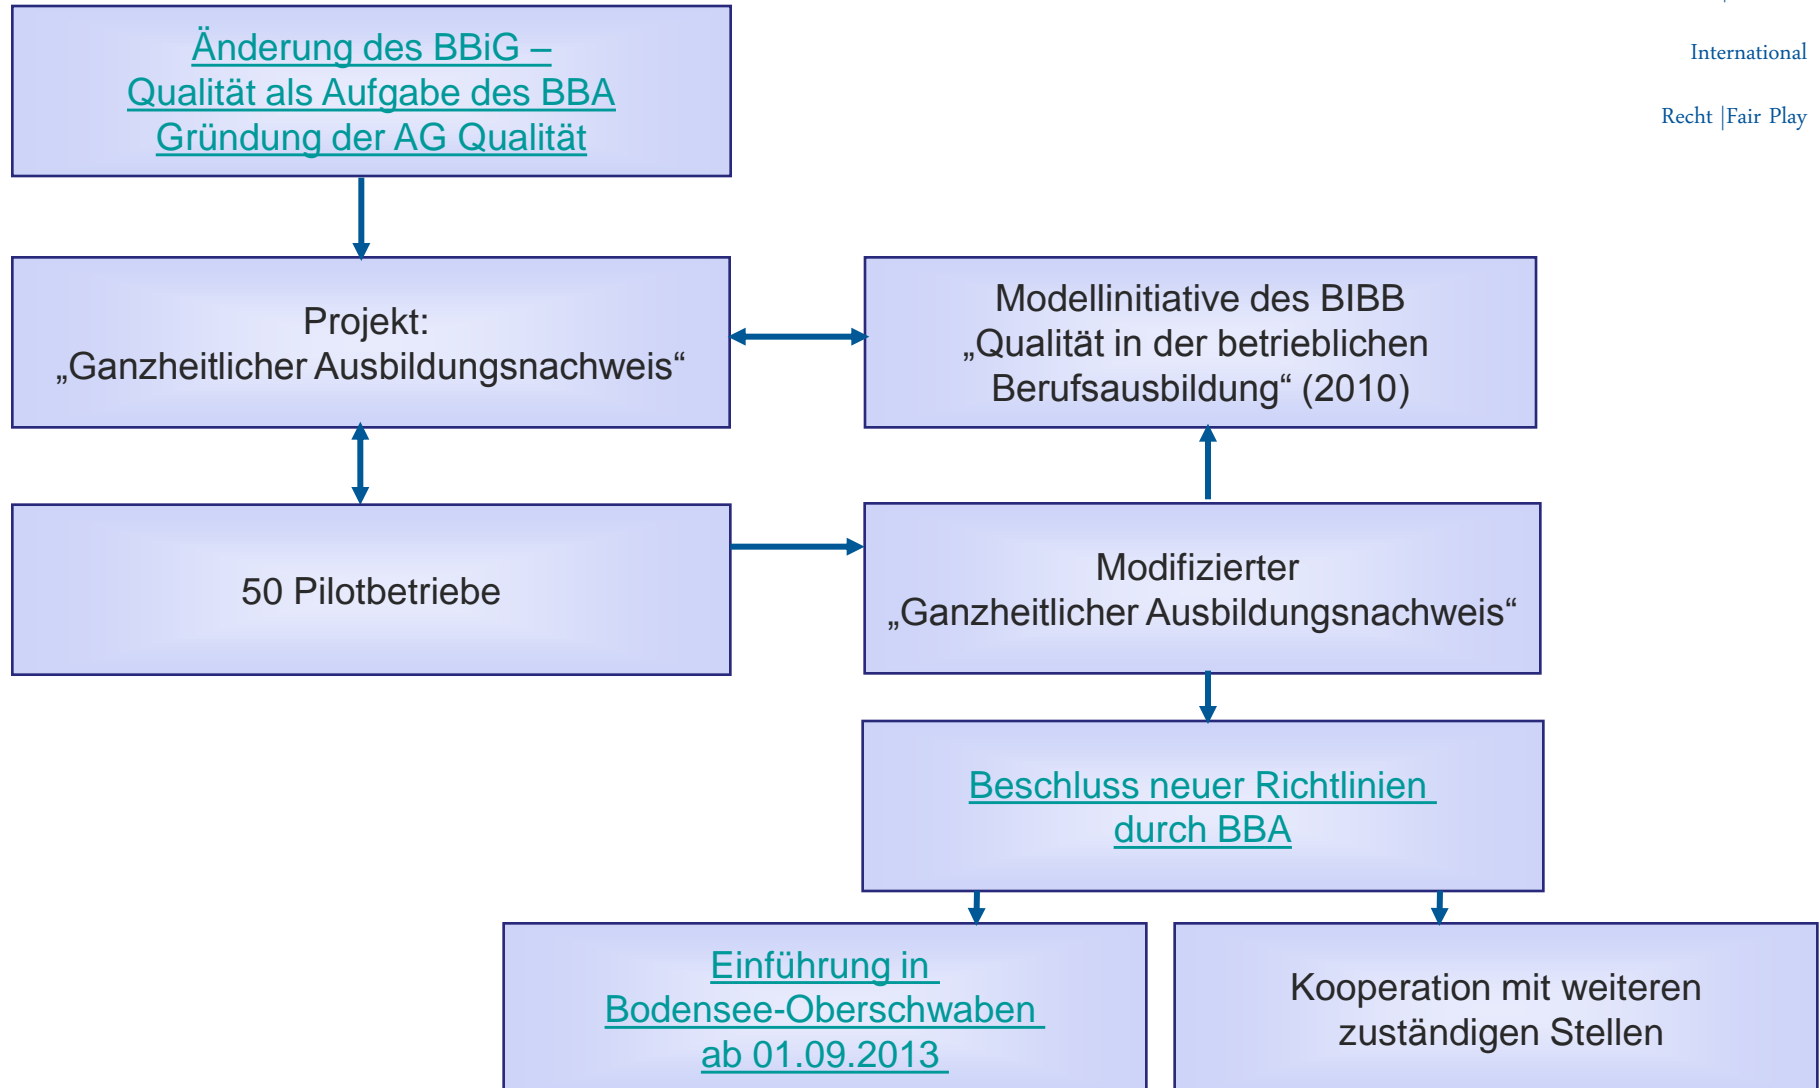 International
Recht |Fair Play
Änderung des BBiG –
Qualität als Aufgabe des BBA
Gründung der AG Qualität
Projekt:
„Ganzheitlicher Ausbildungsnachweis“
Modellinitiative des BIBB
„Qualität in der betrieblichen
Berufsausbildung“ (2010)
50 Pilotbetriebe
Modifizierter
„Ganzheitlicher Ausbildungsnachweis“
Beschluss neuer Richtlinien
durch BBA
Einführung in
Bodensee-Oberschwaben
ab 01.09.2013
Kooperation mit weiteren
zuständigen Stellen